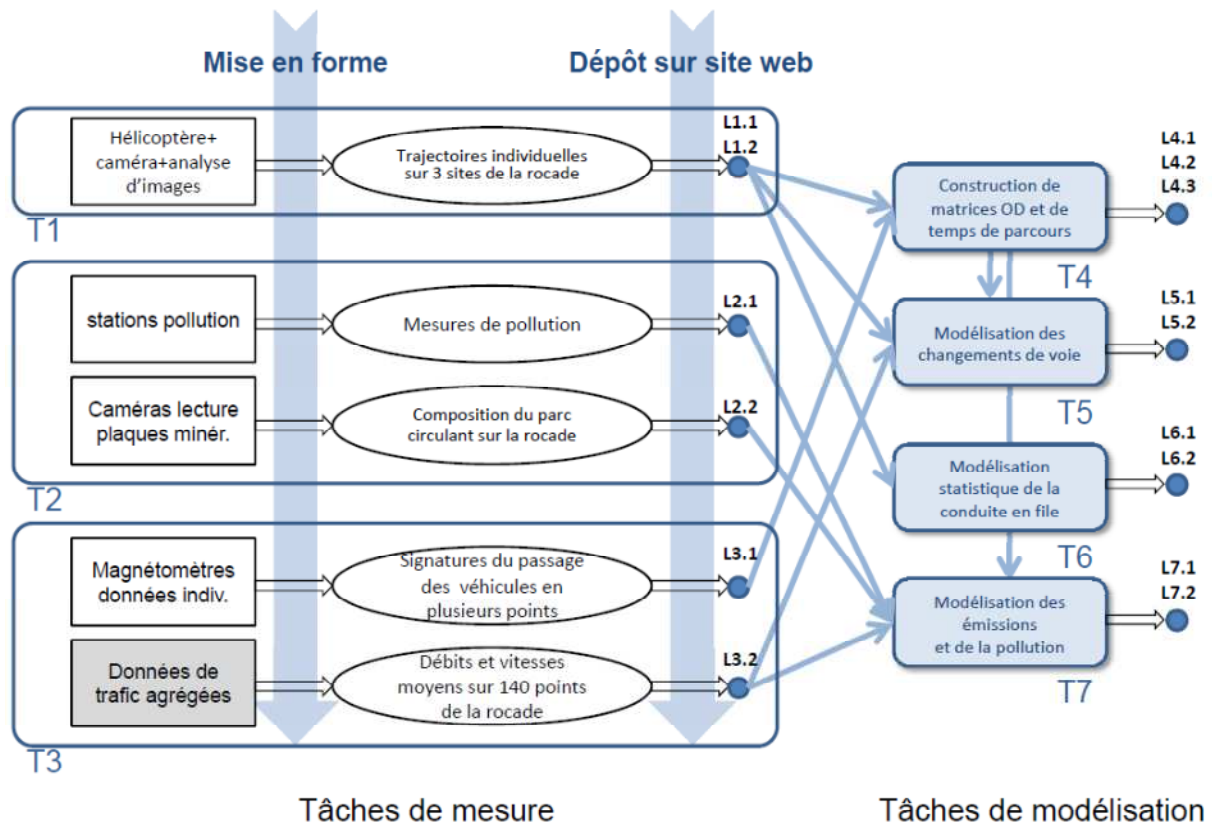 Mise en forme
Dépôt sur site web
Hélicoptère+
caméra+analyse
d'images
Trajectoires individuelles
sur 3 sites de la rocade
L1.1
L1.2
T1
stations pollution
Mesures de pollution
L2.1
Caméras lecture
plaques minér.
Composition du parc
circulant sur la rocade
L2.2
T2
Magnétomètres
données indiv.
Signatures du passage
des véhicules en
plusieurs points
L3.1
Données de
trafic agrégées
Débits et vitesses
moyens sur 140 points
de la rocade
L3.2
T3
Construction de
matrices OD et de
temps de parcours
L4.1
L4.2
L4.3
T4
Modélisation des
changements de voie
L5.1
L5.2
T5
Modélisation
statistique de la
conduite en file
L6.1
L6.2
T6
Modélisation des
émissions
et de la pollution
L7.1
L7.2
T7
Tâches de mesure
Tâches de modélisation